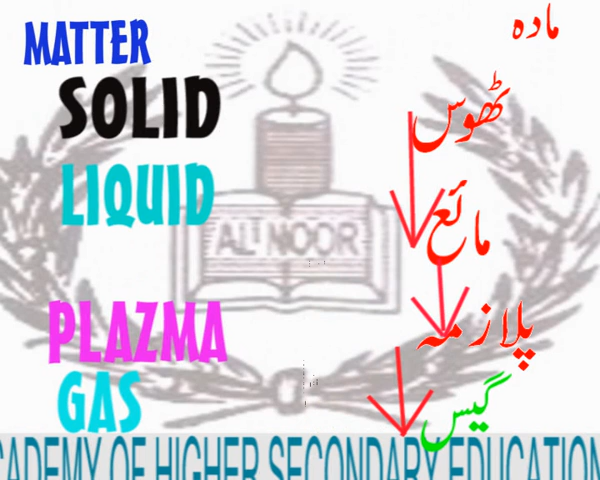 MATTER
مادہ
SOLID
ٹھوس
LIQUID
مائع
AL NOOR
PLAZMA
پلازمہ
GAS
گیس
CADEMY OF HIGHER SECONDARY EDUCATION